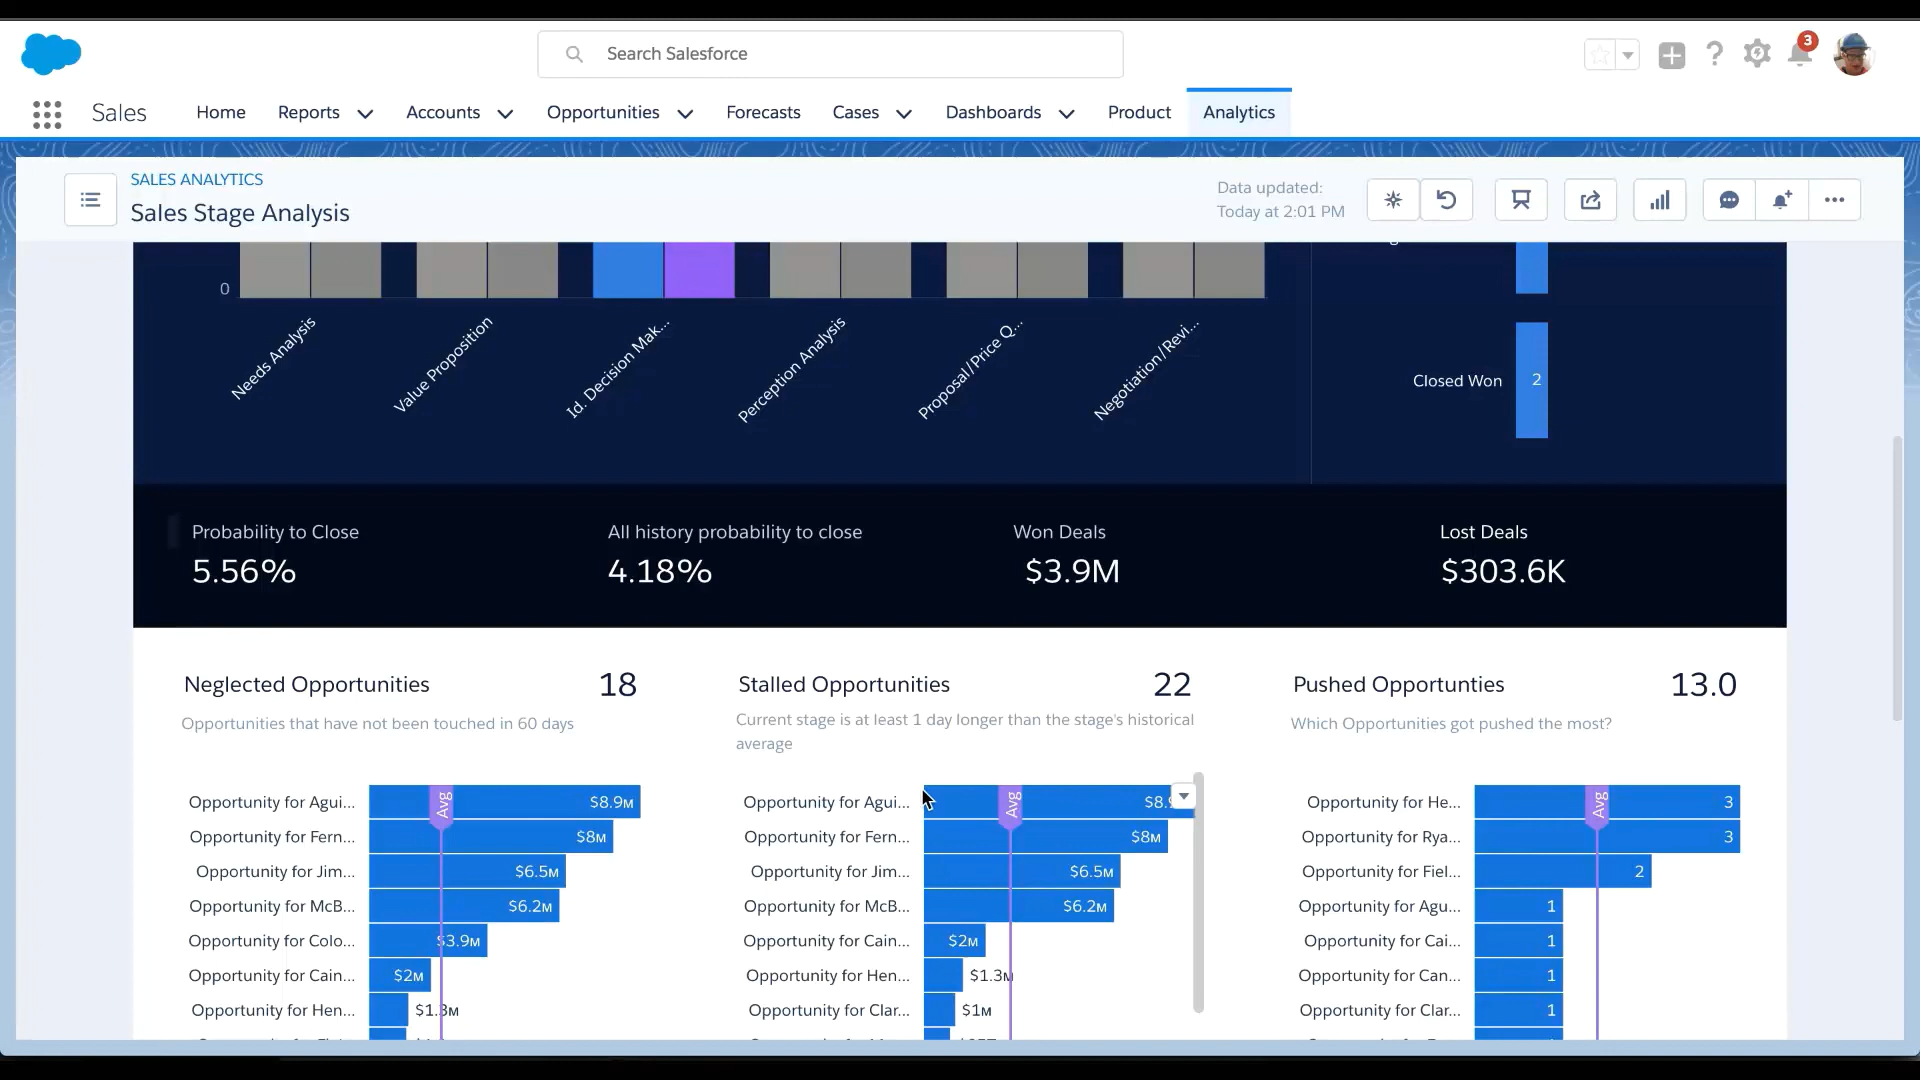 Search Salesforce
3
Sales
Home
Reports
Accounts
Opportunities
Forecasts
Cases
Dashboards
Product
Analytics
SALES ANALYTICS
Sales Stage Analysis
Data updated:
Today at 2:01 PM
0
Needs Analysis
Value Proposition
Id. Decision Mak...
Perception Analysis
Proposal/Price Q...
Negotiation/Revi...
Closed Won
2
Probability to Close
5.56%
All history probability to close
4.18%
Won Deals
$3.9M
Lost Deals
$303.6K
Neglected Opportunities
18
Opportunities that have not been touched in 60 days
Avg
Opportunity for Agui... $8.9M
Opportunity for Fern... $8M
Opportunity for Jim... $6.5M
Opportunity for McB... $6.2M
Opportunity for Colo... $3.9M
Opportunity for Cain... $2M
Opportunity for Hen... $1.3M
Stalled Opportunities
22
Current stage is at least 1 day longer than the stage's historical
average
Avg
Opportunity for Agui... $8.9
Opportunity for Fern... $8M
Opportunity for Jim... $6.5M
Opportunity for McB... $6.2M
Opportunity for Cain... $2M
Opportunity for Hen... $1.3M
Opportunity for Clar... $1M
Pushed Opportunties
13.0
Which Opportunities got pushed the most?
Avg
Opportunity for He... 3
Opportunity for Rya... 3
Opportunity for Fiel... 2
Opportunity for Agu... 1
Opportunity for Cai... 1
Opportunity for Can... 1
Opportunity for Clar... 1